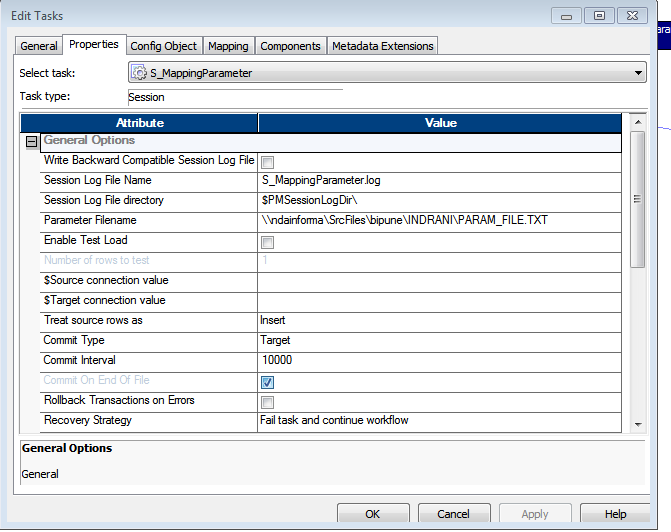 Edit Tasks
ara
General Properties Config Object Mapping Components Metadata Extensions
Select task: S_MappingParameter
Task type: Session
Attribute Value
General Options
Write Backward Compatible Session Log File
Session Log File Name S_MappingParameter.log
Session Log File directory $PMSessionLogDir\
Parameter Filename \\ndainforma\SrcFiles\bipune\INDRANI\PARAM_FILE.TXT
Enable Test Load
Number of rows to test 1
$Source connection value
$Target connection value
Treat source rows as Insert
Commit Type Target
Commit Interval 10000
Commit On End Of File
Rollback Transactions on Errors
Recovery Strategy Fail task and continue workflow
General Options
General
OK Cancel Apply Help